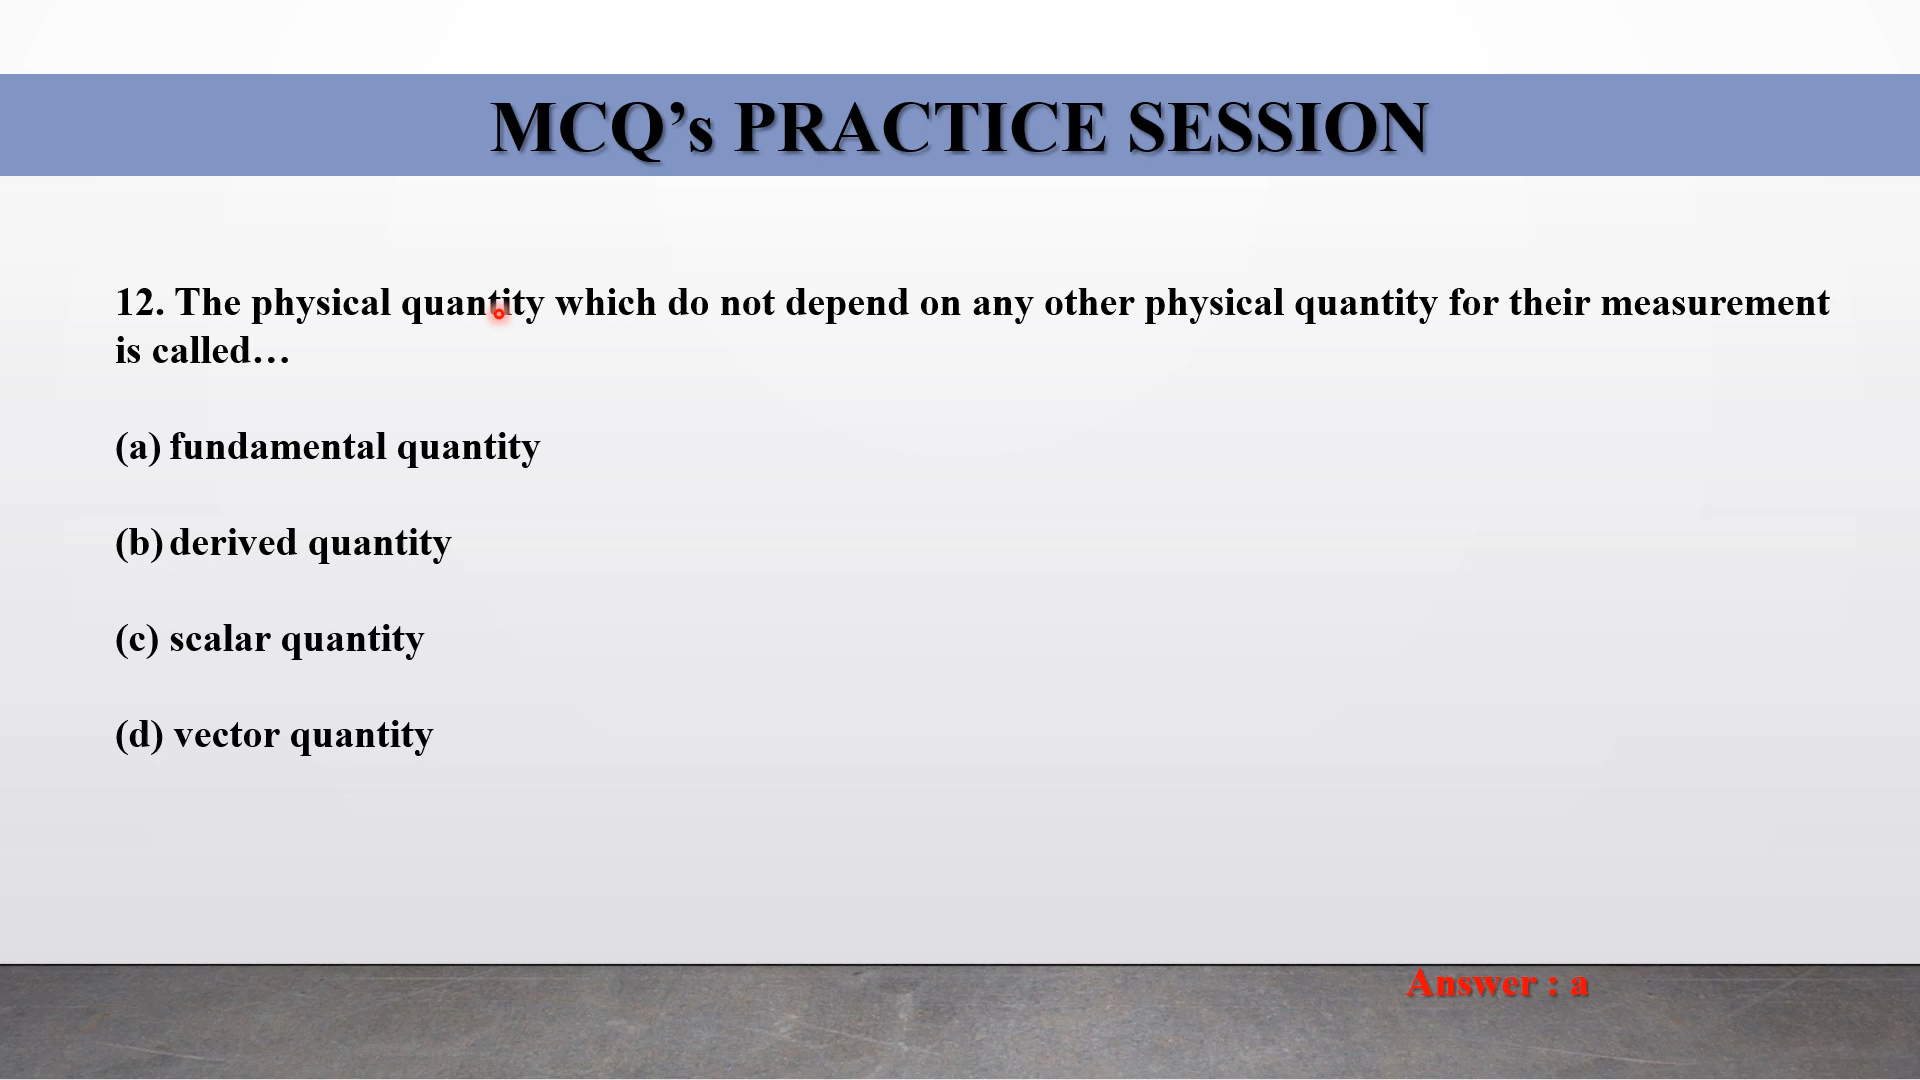 MCQ’s PRACTICE SESSION
12. The physical quantity which do not depend on any other physical quantity for their measurement
is called…
(a) fundamental quantity
(b) derived quantity
(c) scalar quantity
(d) vector quantity
Answer : a